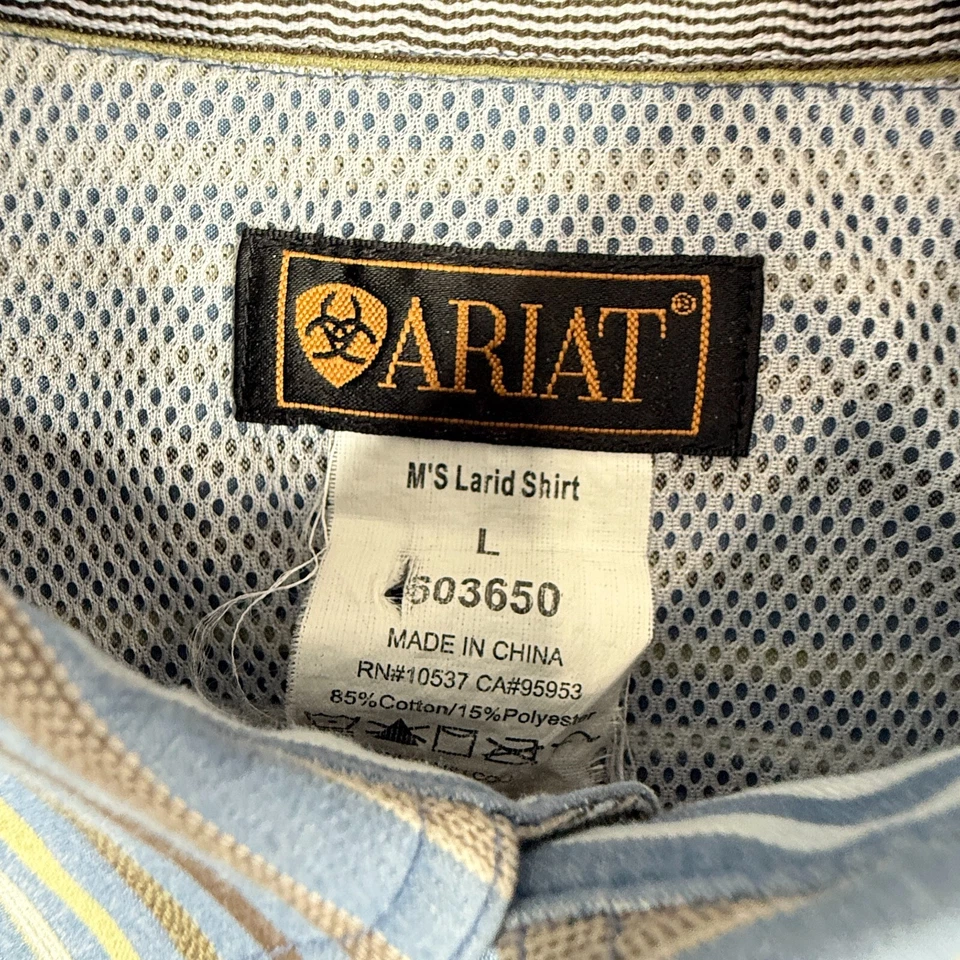 ARIAT®
M'S Larid Shirt
L
603650
MADE IN CHINA
RN#10537 CA#95953
85%Cotton/15%Polyester